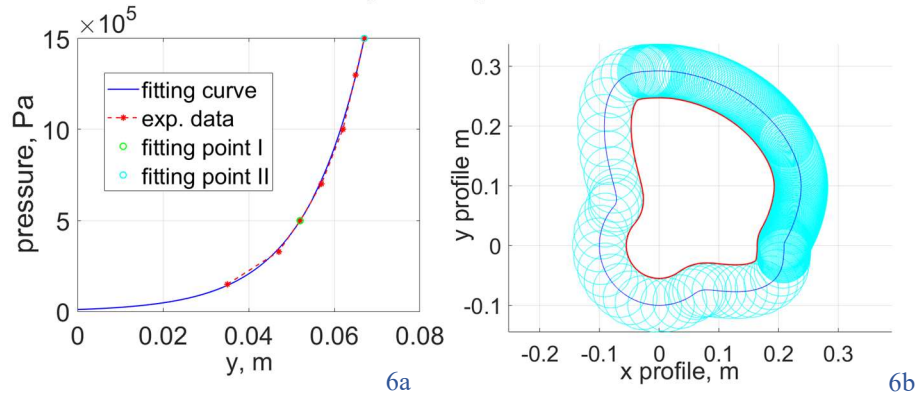 ×10⁵
15
10
5
0
pressure, Pa
fitting curve
exp. data
fitting point I
fitting point II
0 0.02 0.04 0.06 0.08
y, m
6a
0.3
0.2
0.1
0
-0.1
y profile m
-0.2 -0.1 0 0.1 0.2 0.3
x profile, m
6b